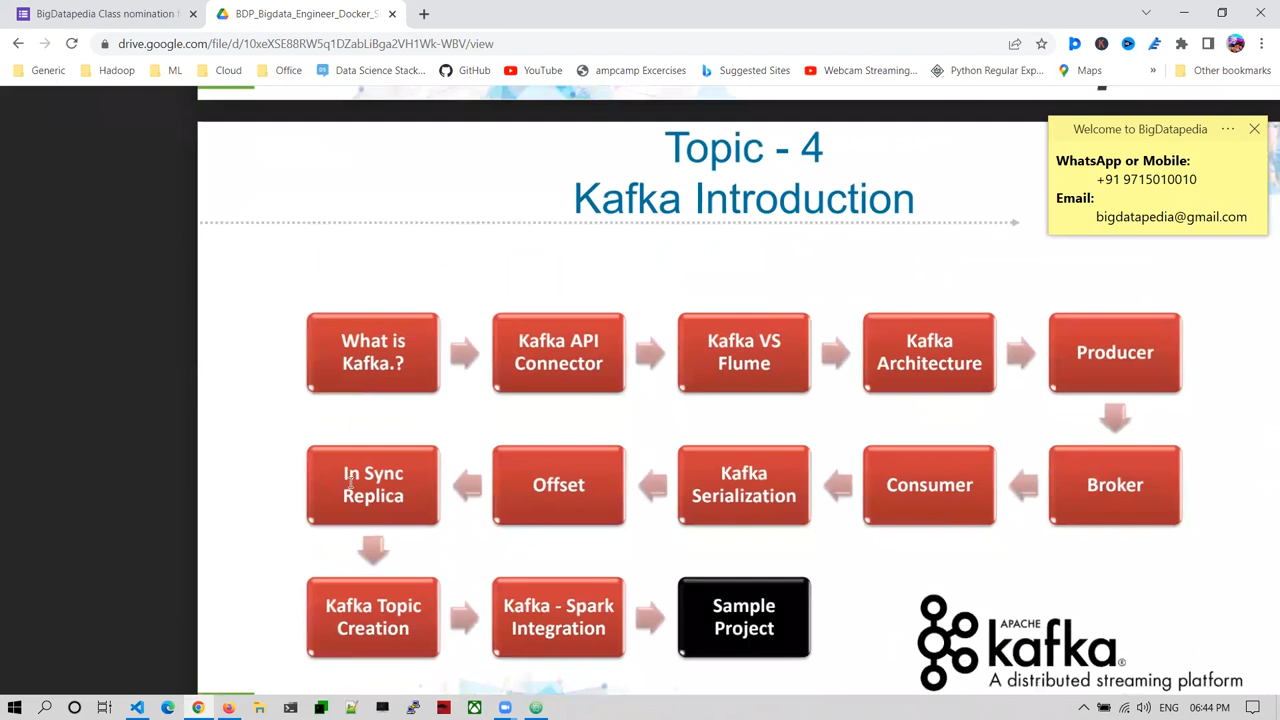 BigDatapedia Class nomination f
BDP_Bigdata_Engineer_Docker_S
drive.google.com/file/d/10xeXSE88RW5q1DZabLiBga2VH1Wk-WBV/view
Generic
Hadoop
ML
Cloud
Office
Data Science Stack...
GitHub
YouTube
ampcamp Excercises
Suggested Sites
Webcam Streaming...
Python Regular Exp...
Maps
»
Other bookmarks
Topic - 4
Kafka Introduction
Welcome to BigDatapedia
WhatsApp or Mobile:
+91 9715010010
Email:
bigdatapedia@gmail.com
What is
Kafka.?
Kafka API
Connector
Kafka VS
Flume
Kafka
Architecture
Producer
Broker
Consumer
Kafka
Serialization
Offset
In Sync
Replica
Kafka Topic
Creation
Kafka - Spark
Integration
Sample
Project
APACHE
kafka®
A distributed streaming platform
ENG
06:44 PM